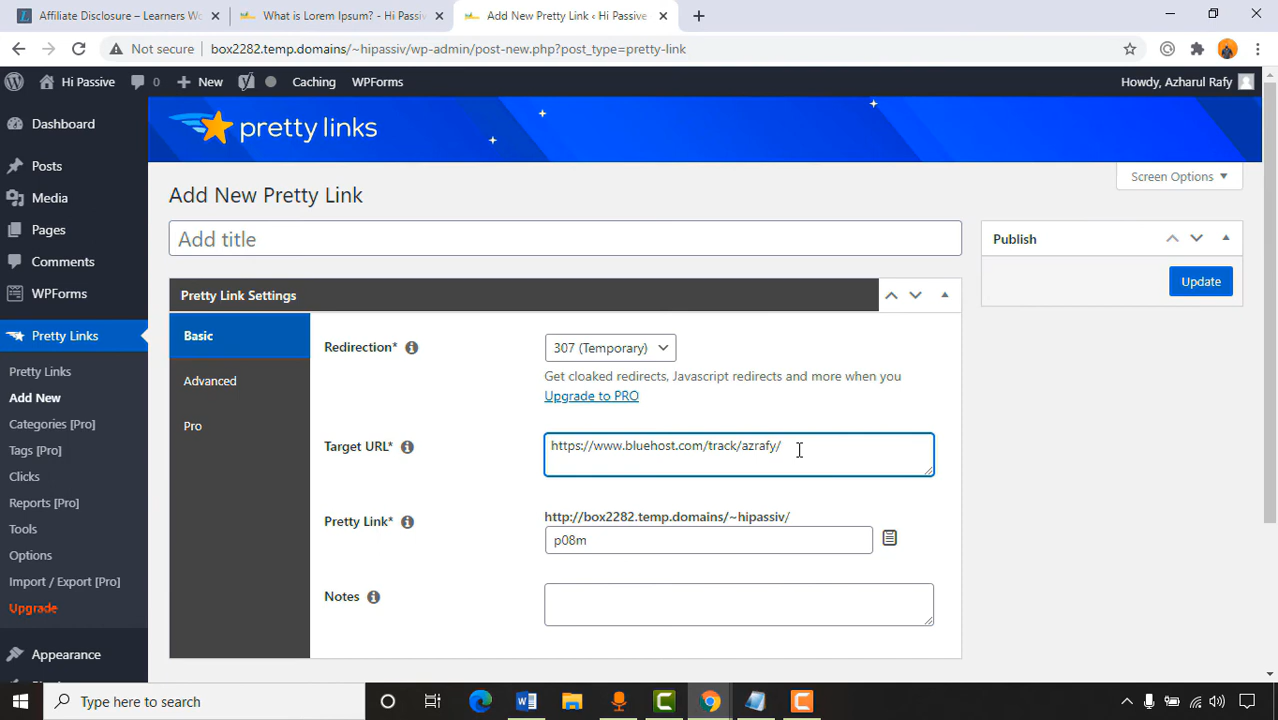 Affiliate Disclosure – Learners Wo
What is Lorem Ipsum? - Hi Passiv
Add New Pretty Link ‹ Hi Passive
Not secure
box2282.temp.domains/~hipassiv/wp-admin/post-new.php?post_type=pretty-link
Hi Passive
0
New
Caching
WPForms
Howdy, Azharul Rafy
Dashboard
Posts
Media
Pages
Comments
WPForms
Pretty Links
Pretty Links
Add New
Categories [Pro]
Tags [Pro]
Clicks
Reports [Pro]
Tools
Options
Import / Export [Pro]
Upgrade
Appearance
pretty links
Screen Options
Add New Pretty Link
Add title
Publish
Update
Pretty Link Settings
Basic
Advanced
Pro
Redirection*
307 (Temporary)
Get cloaked redirects, Javascript redirects and more when you
Upgrade to PRO
Target URL*
https://www.bluehost.com/track/azrafy/
Pretty Link*
http://box2282.temp.domains/~hipassiv/
p08m
Notes
Type here to search